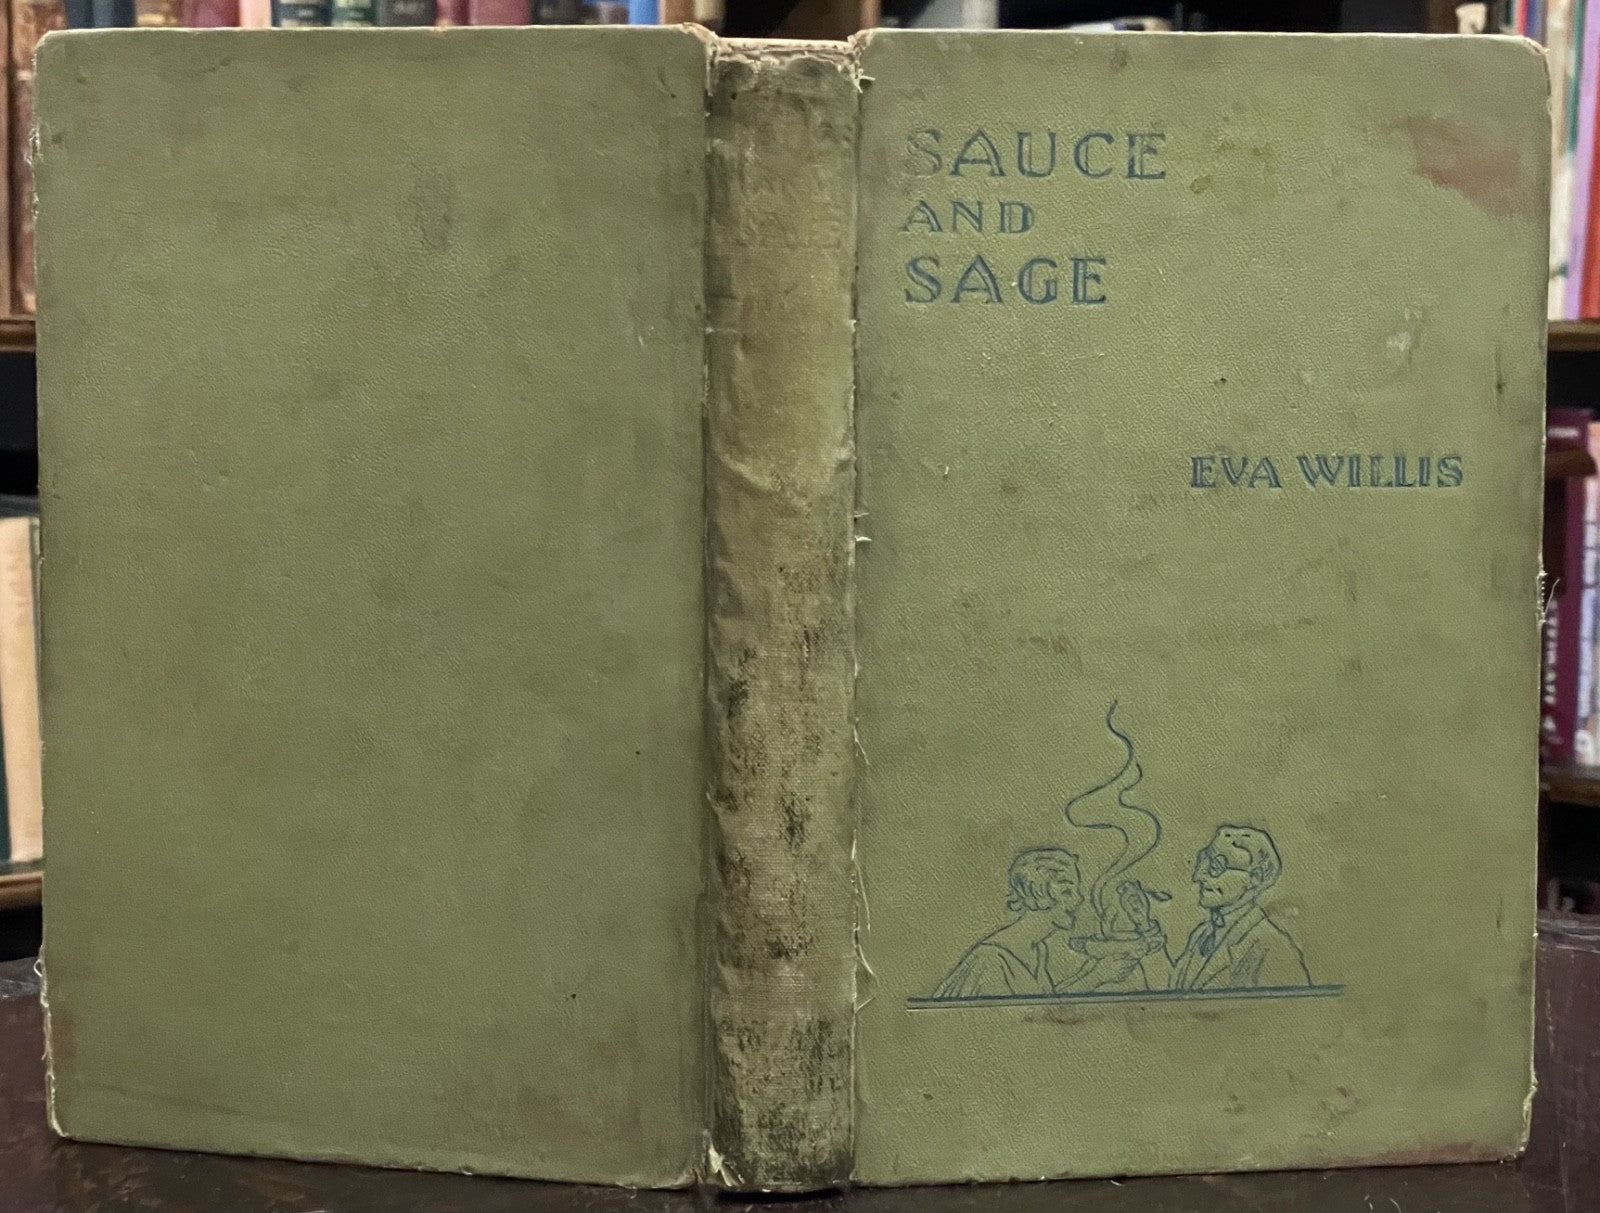 SAUCE
AND
SAGE
EVA WILLIS